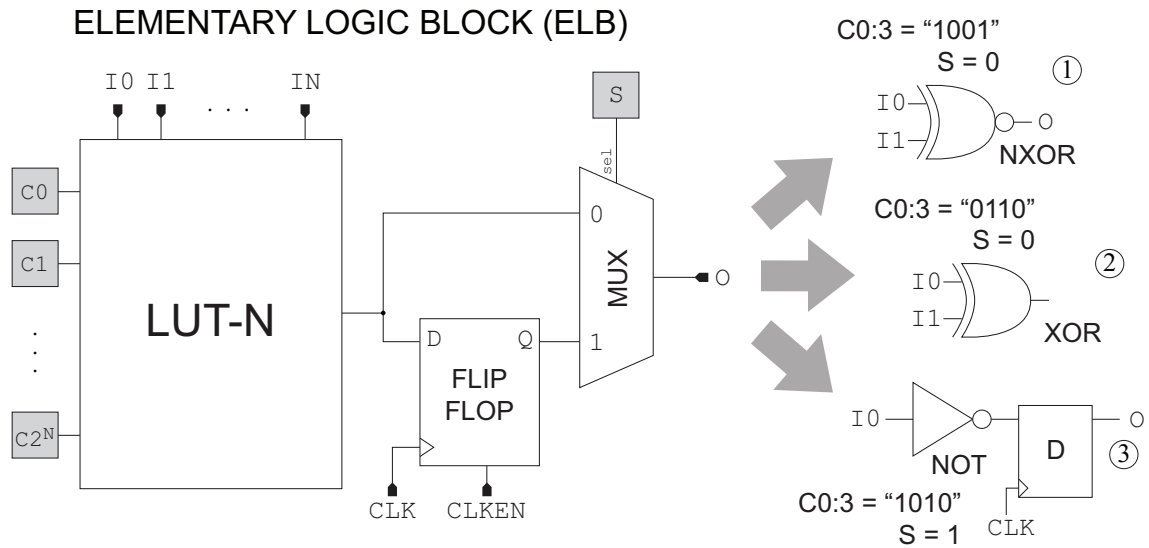 ELEMENTARY LOGIC BLOCK (ELB)
I0 I1 . . . IN
C0
C1
.
.
.
C2ᴺ
LUT-N
D Q
FLIP
FLOP
CLK CLKEN
S
sel
0
1
MUX
O
C0:3 = “1001”
S = 0
①
I0
I1
O
NXOR
C0:3 = “0110”
S = 0
②
I0
I1
XOR
I0
NOT
D
O
③
C0:3 = “1010”
S = 1
CLK